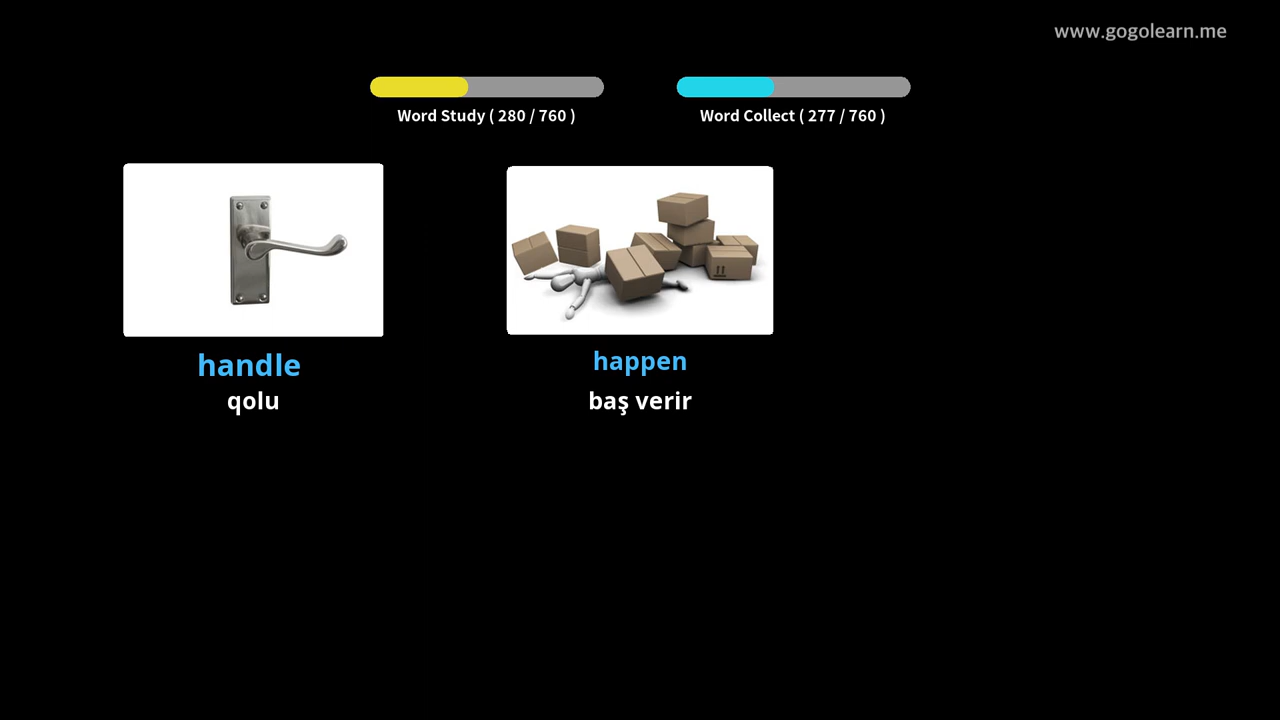 www.gogolearn.me
Word Study ( 280 / 760 )
Word Collect ( 277 / 760 )
handle
qolu
happen
baş verir